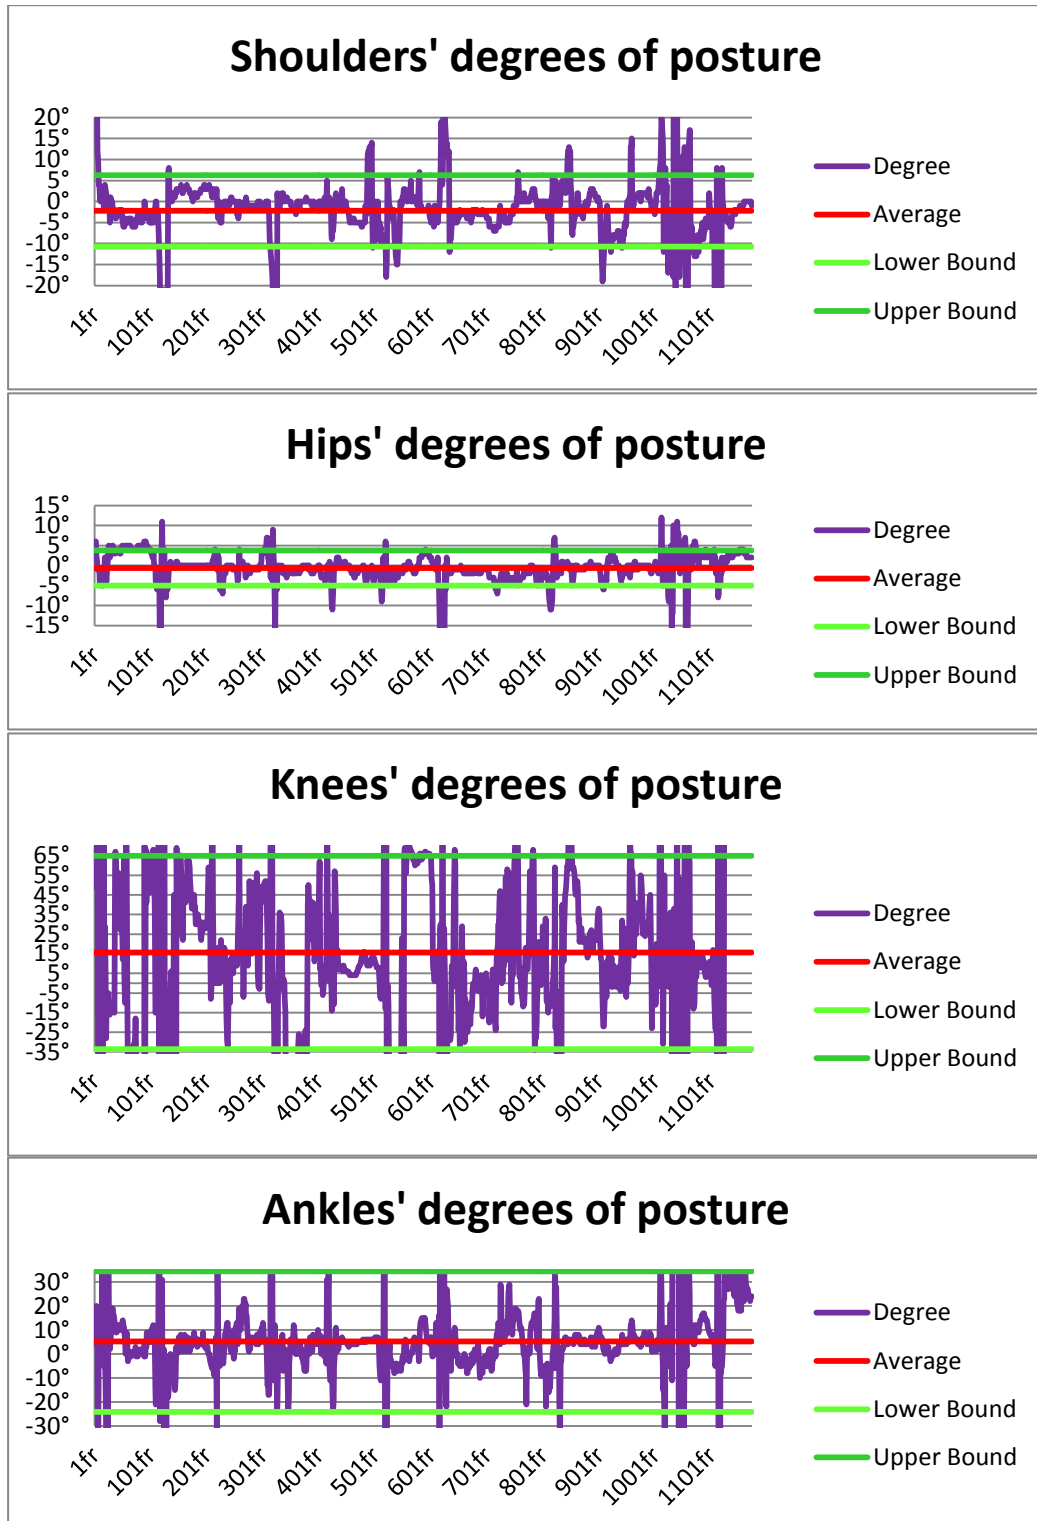 Shoulders' degrees of posture
20°
15°
10°
5°
0°
-5°
-10°
-15°
-20°
1fr 101fr 201fr 301fr 401fr 501fr 601fr 701fr 801fr 901fr 1001fr 1101fr
Degree
Average
Lower Bound
Upper Bound
Hips' degrees of posture
15°
10°
5°
0°
-5°
-10°
-15°
1fr 101fr 201fr 301fr 401fr 501fr 601fr 701fr 801fr 901fr 1001fr 1101fr
Degree
Average
Lower Bound
Upper Bound
Knees' degrees of posture
65°
55°
45°
35°
25°
15°
5°
-5°
-15°
-25°
-35°
1fr 101fr 201fr 301fr 401fr 501fr 601fr 701fr 801fr 901fr 1001fr 1101fr
Degree
Average
Lower Bound
Upper Bound
Ankles' degrees of posture
30°
20°
10°
0°
-10°
-20°
-30°
1fr 101fr 201fr 301fr 401fr 501fr 601fr 701fr 801fr 901fr 1001fr 1101fr
Degree
Average
Lower Bound
Upper Bound